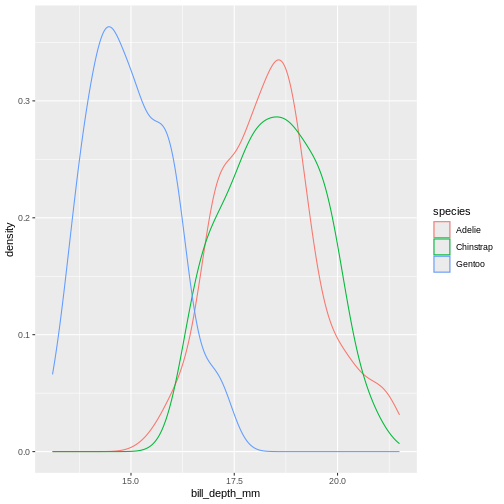 density
0.3
0.2
0.1
0.0
15.0 17.5 20.0
bill_depth_mm
species
Adelie
Chinstrap
Gentoo